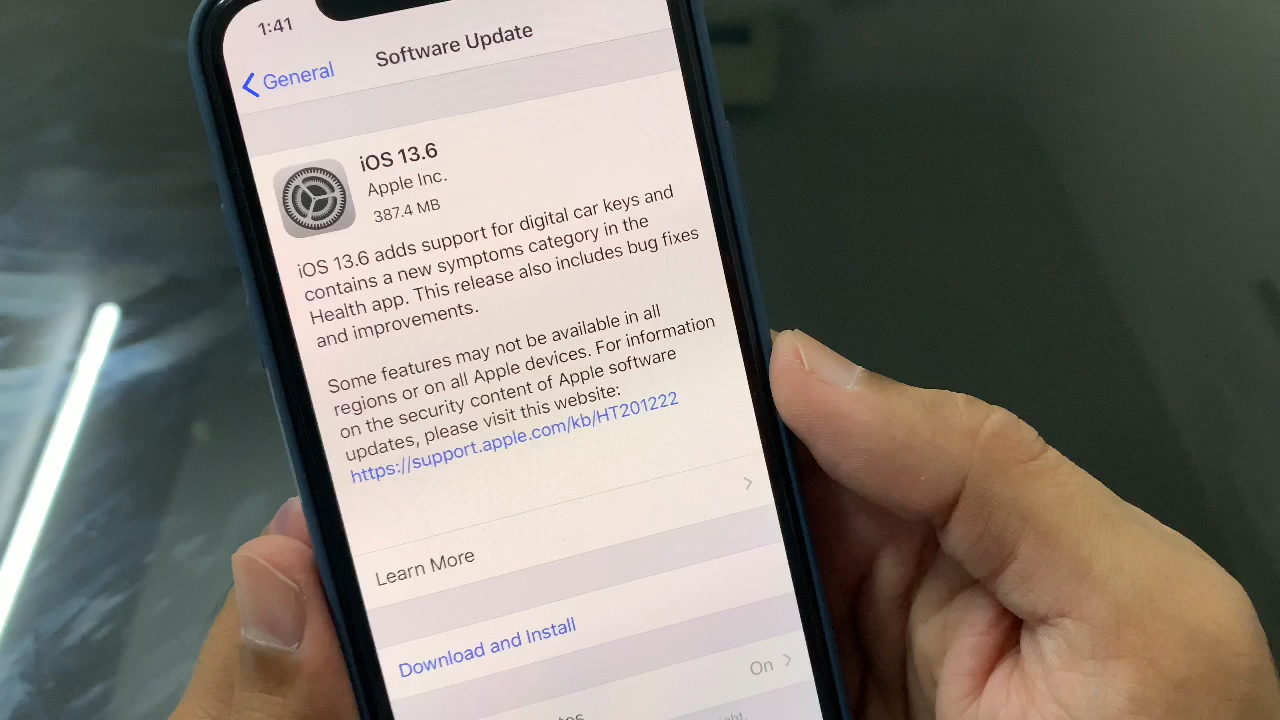 1:41
General
Software Update
iOS 13.6
Apple Inc.
387.4 MB
iOS 13.6 adds support for digital car keys and
contains a new symptoms category in the
Health app. This release also includes bug fixes
and improvements.
Some features may not be available in all
regions or on all Apple devices. For information
on the security content of Apple software
updates, please visit this website:
https://support.apple.com/kb/HT201222
Learn More
Download and Install
On